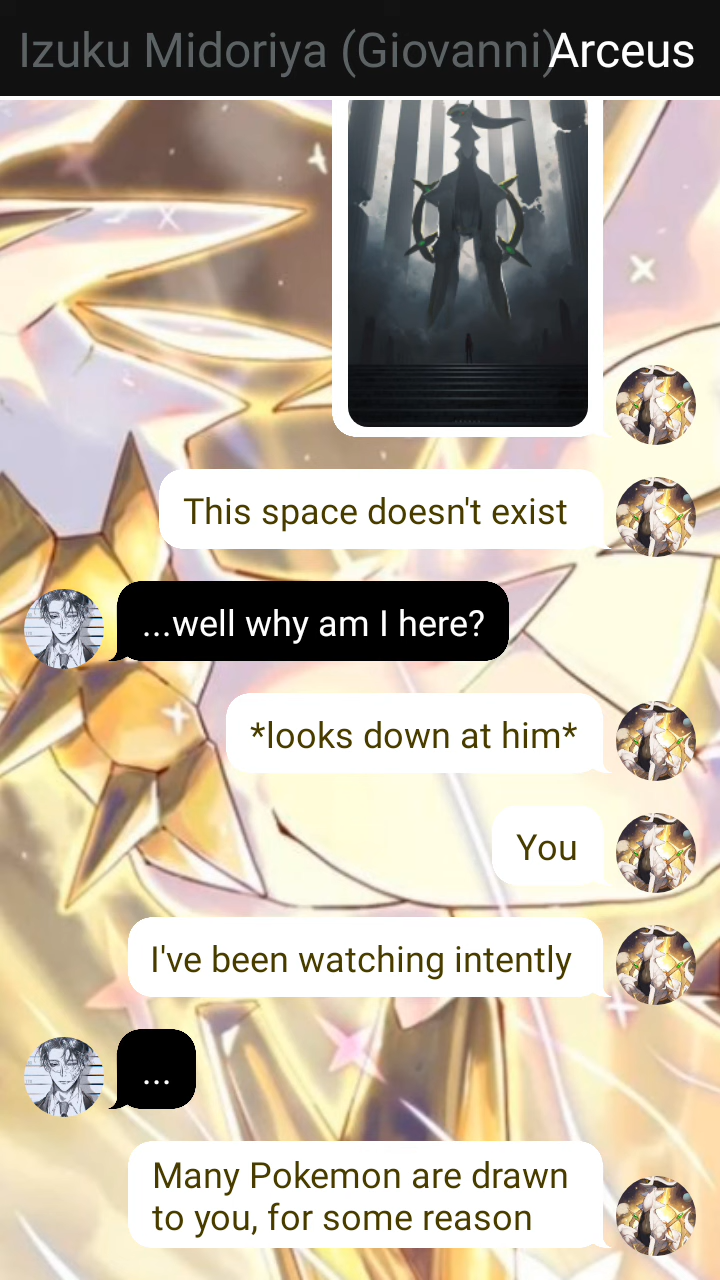 Izuku Midoriya (Giovanni) Arceus
This space doesn't exist
...well why am I here?
*looks down at him*
You
I've been watching intently
...
Many Pokemon are drawn
to you, for some reason